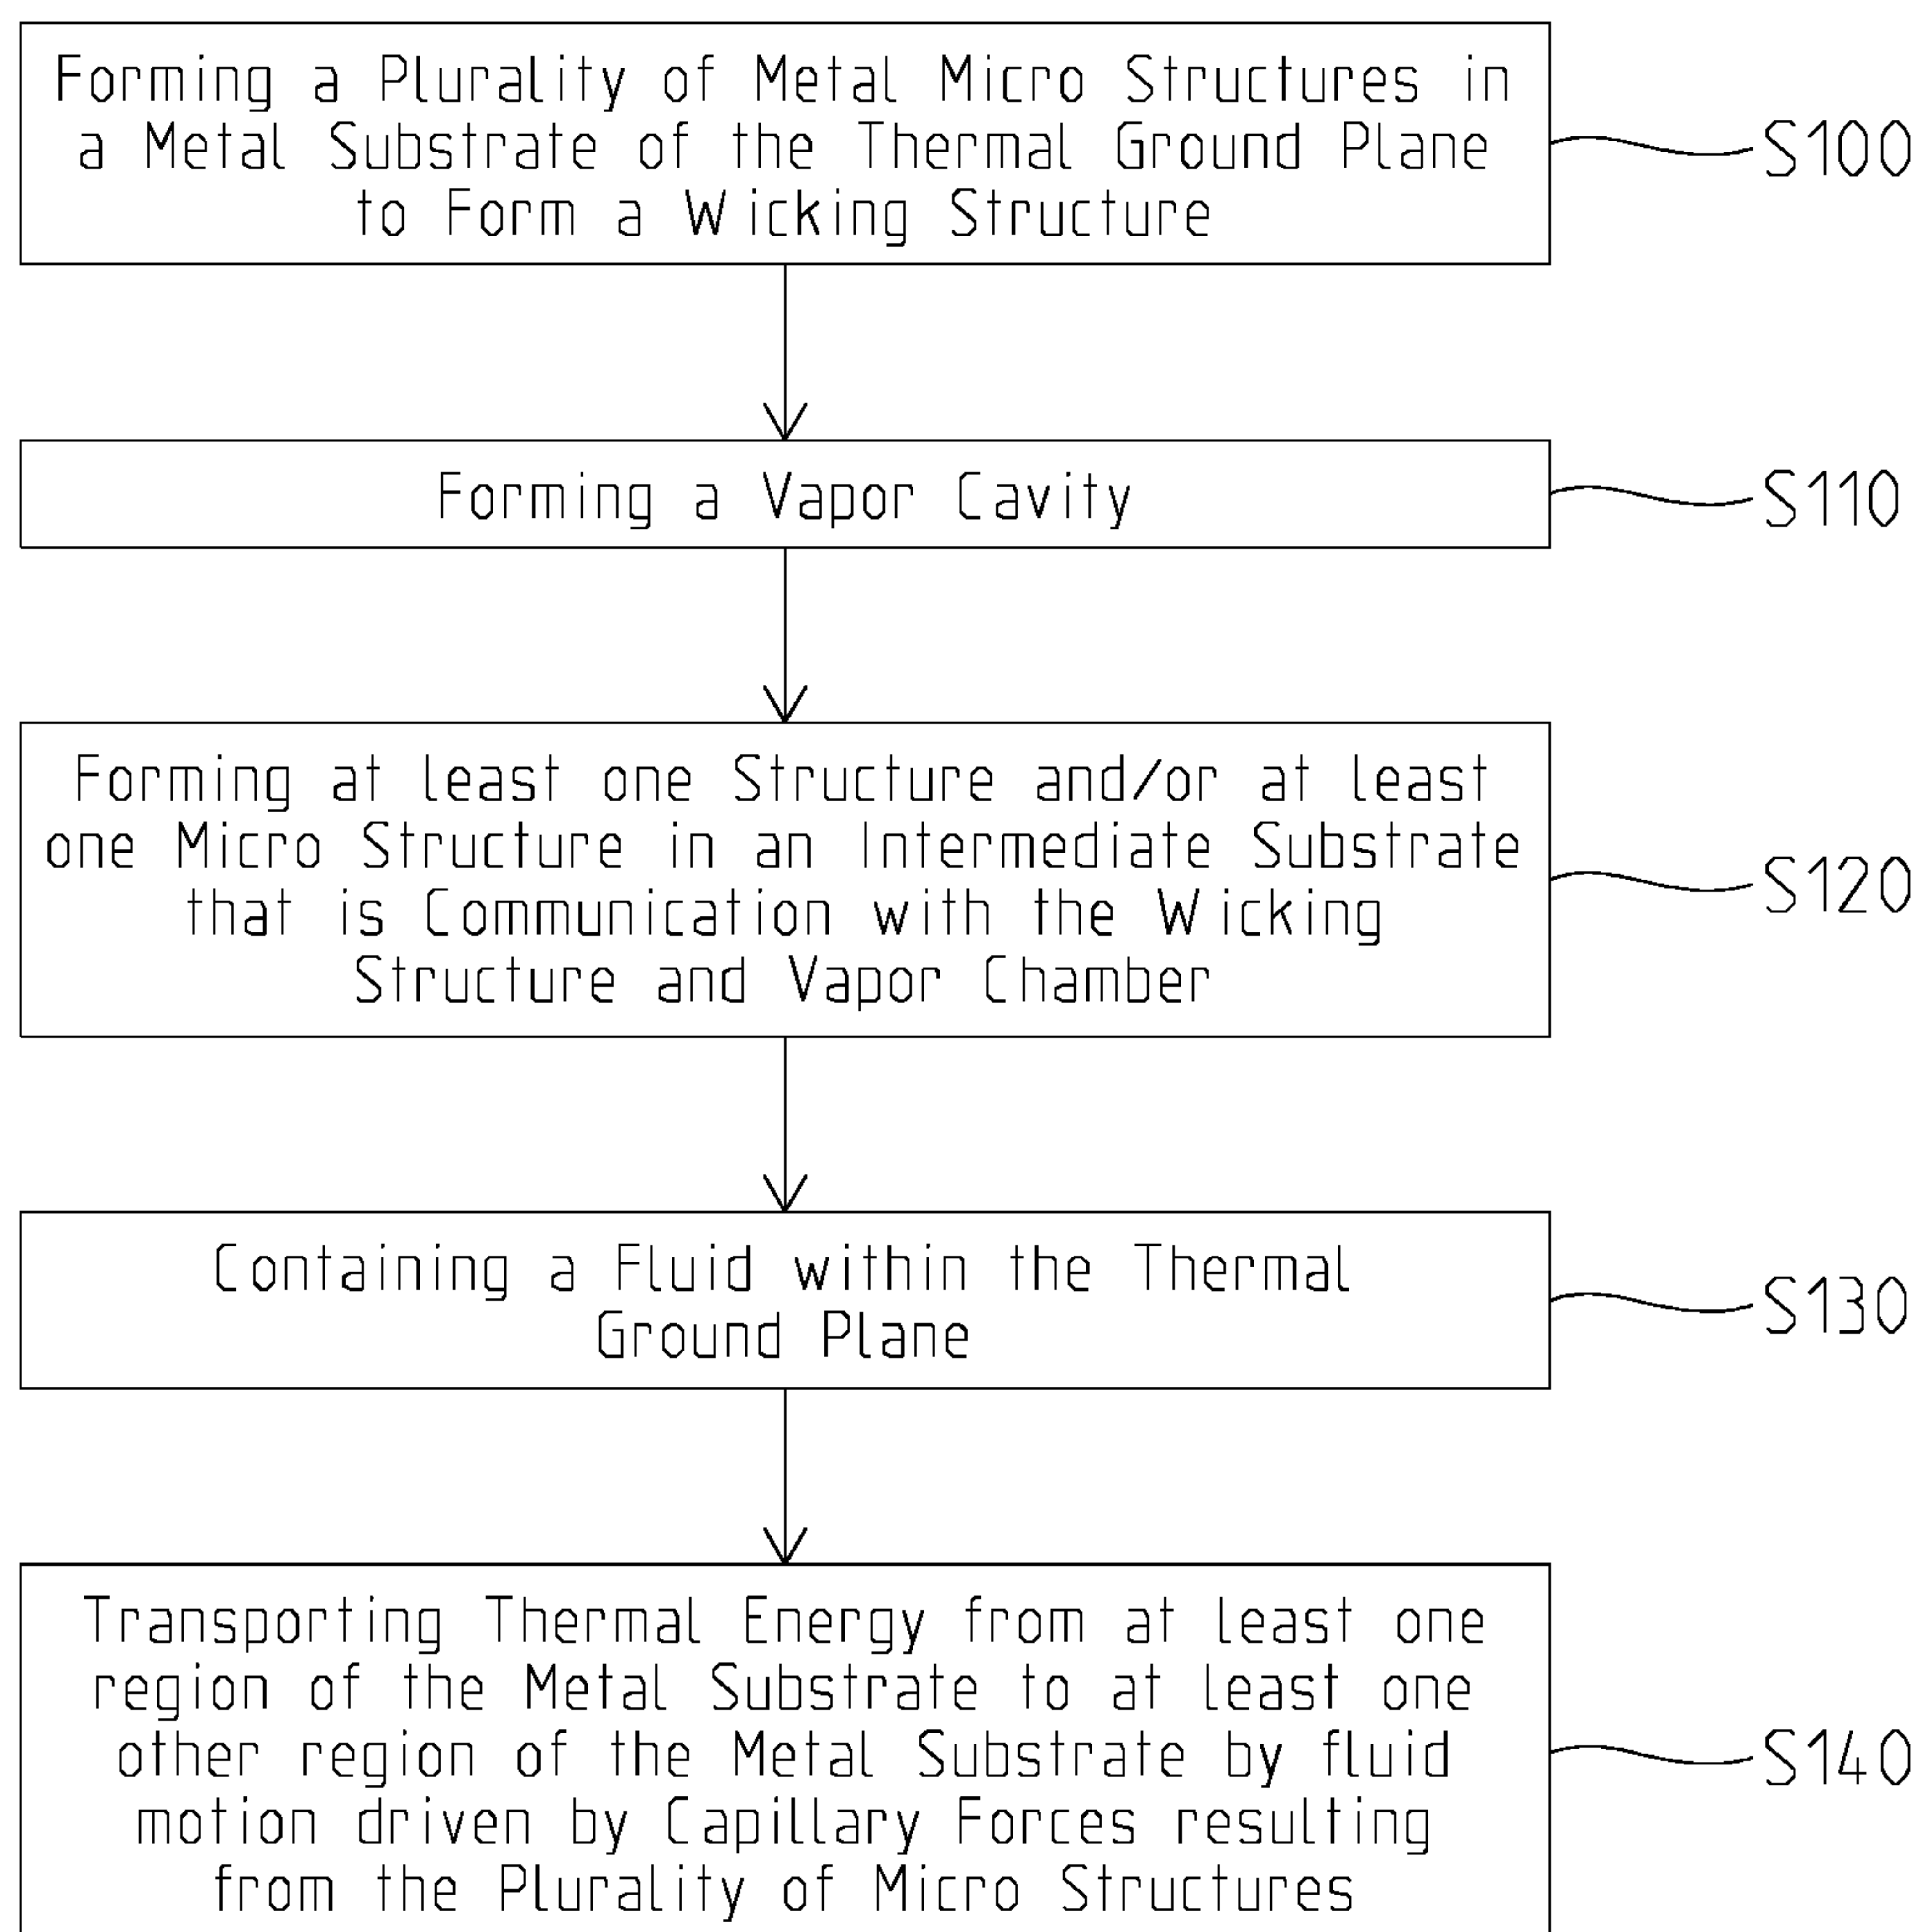 Forming a Plurality of Metal Micro Structures in
a Metal Substrate of the Thermal Ground Plane
to Form a Wicking Structure
S100
Forming a Vapor Cavity
S110
Forming at least one Structure and/or at least
one Micro Structure in an Intermediate Substrate
that is Communication with the Wicking
Structure and Vapor Chamber
S120
Containing a Fluid within the Thermal
Ground Plane
S130
Transporting Thermal Energy from at least one
region of the Metal Substrate to at least one
other region of the Metal Substrate by fluid
motion driven by Capillary Forces resulting
from the Plurality of Micro Structures
S140